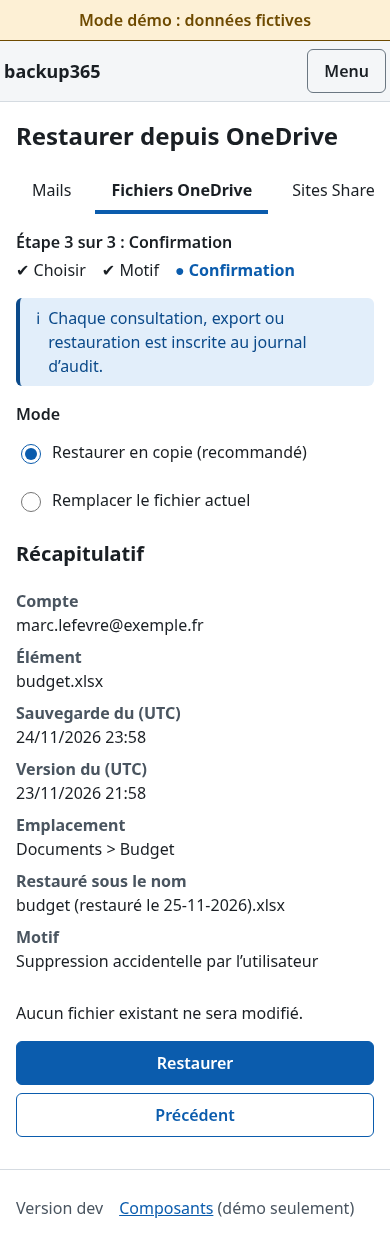 Mode démo : données fictives
backup365
Menu
Restaurer depuis OneDrive
Mails Fichiers OneDrive Sites Share
Étape 3 sur 3 : Confirmation
✔ Choisir ✔ Motif ● Confirmation
i Chaque consultation, export ou
restauration est inscrite au journal
d’audit.
Mode
Restaurer en copie (recommandé)
Remplacer le fichier actuel
Récapitulatif
Compte
marc.lefevre@exemple.fr
Élément
budget.xlsx
Sauvegarde du (UTC)
24/11/2026 23:58
Version du (UTC)
23/11/2026 21:58
Emplacement
Documents > Budget
Restauré sous le nom
budget (restauré le 25-11-2026).xlsx
Motif
Suppression accidentelle par l’utilisateur
Aucun fichier existant ne sera modifié.
Restaurer
Précédent
Version dev Composants (démo seulement)